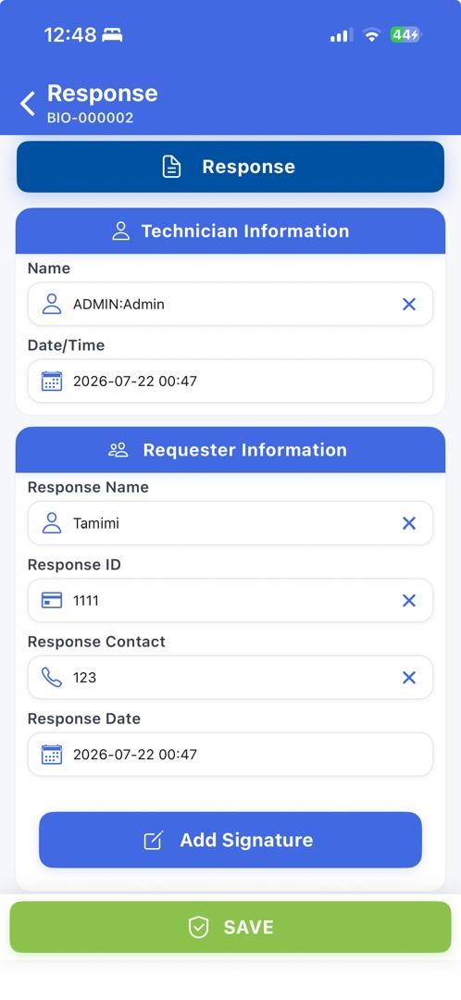 12:48
44
Response
BIO-000002
Response
Technician Information
Name
ADMIN:Admin
Date/Time
2026-07-22 00:47
Requester Information
Response Name
Tamimi
Response ID
1111
Response Contact
123
Response Date
2026-07-22 00:47
Add Signature
SAVE